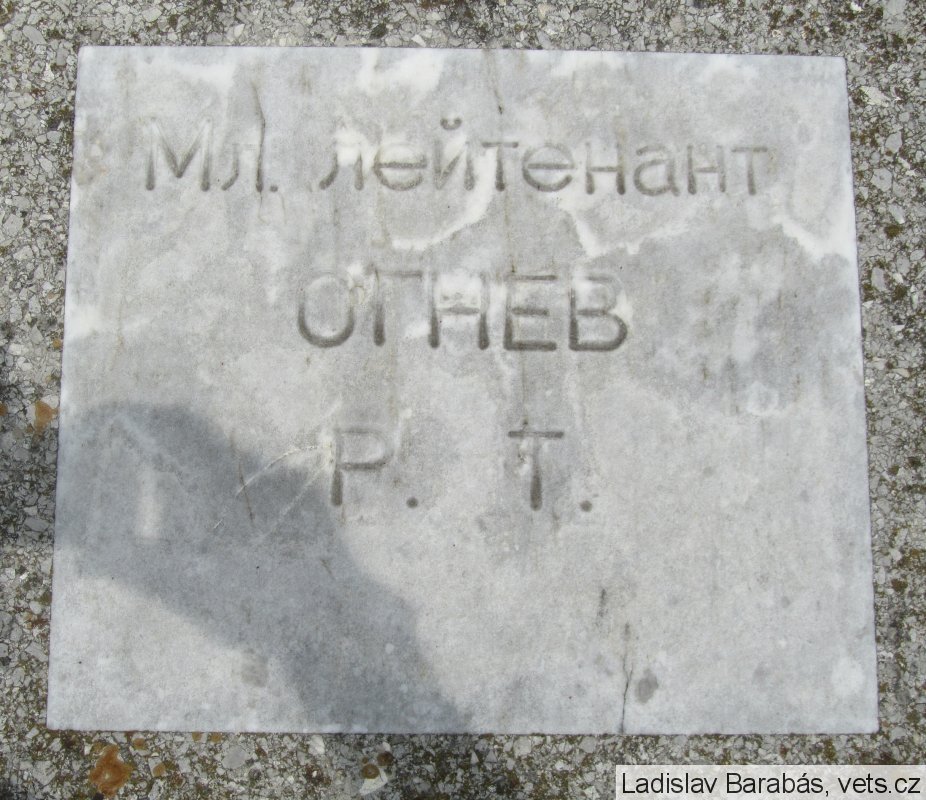 Мл. лейтенант
ОГНЕВ
Р. Т.
Ladislav Barabás, vets.cz